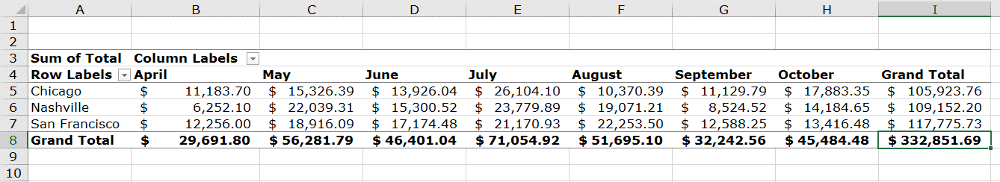 A B C D E F G H I
1
2
3 Sum of Total Column Labels
4 Row Labels April May June July August September October Grand Total
5 Chicago $ 11,183.70 $ 15,326.39 $ 13,926.04 $ 26,104.10 $ 10,370.39 $ 11,129.79 $ 17,883.35 $ 105,923.76
6 Nashville $ 6,252.10 $ 22,039.31 $ 15,300.52 $ 23,779.89 $ 19,071.21 $ 8,524.52 $ 14,184.65 $ 109,152.20
7 San Francisco $ 12,256.00 $ 18,916.09 $ 17,174.48 $ 21,170.93 $ 22,253.50 $ 12,588.25 $ 13,416.48 $ 117,775.73
8 Grand Total $ 29,691.80 $ 56,281.79 $ 46,401.04 $ 71,054.92 $ 51,695.10 $ 32,242.56 $ 45,484.48 $ 332,851.69
9
10